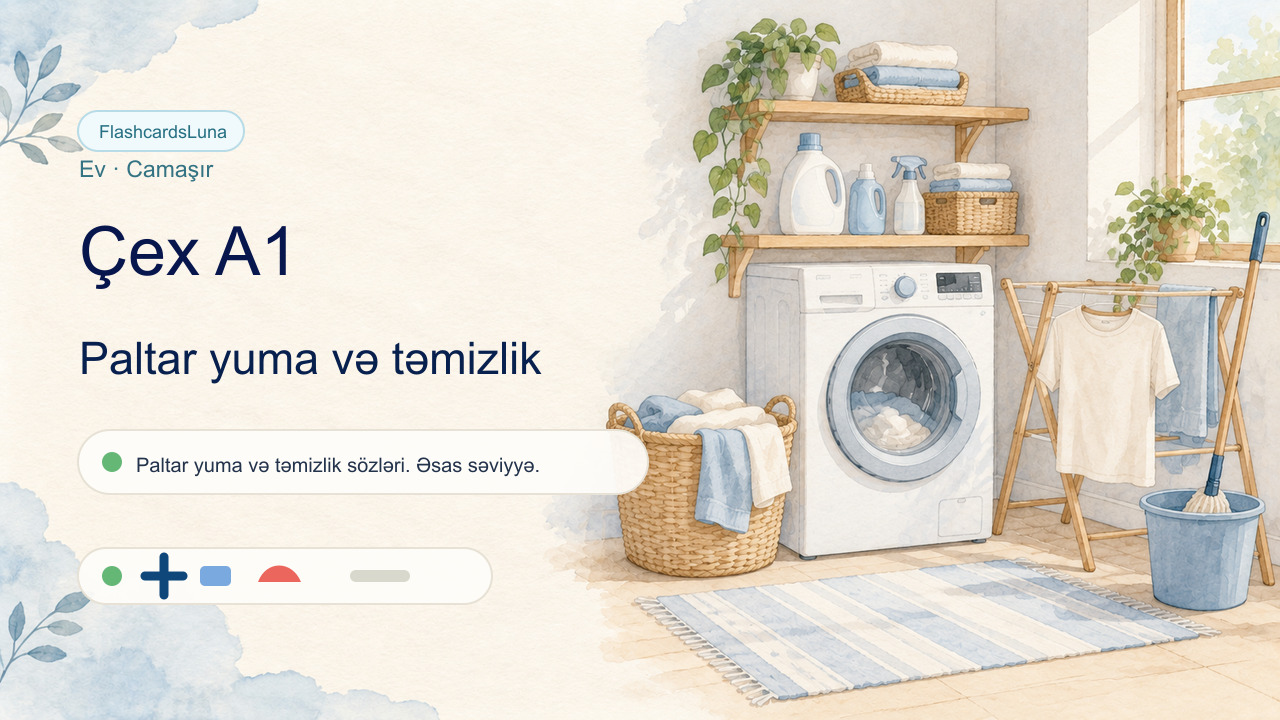 FlashcardsLuna
Ev · Camaşır
Çex A1
Paltar yuma və təmizlik
Paltar yuma və təmizlik sözləri. Əsas səviyyə.